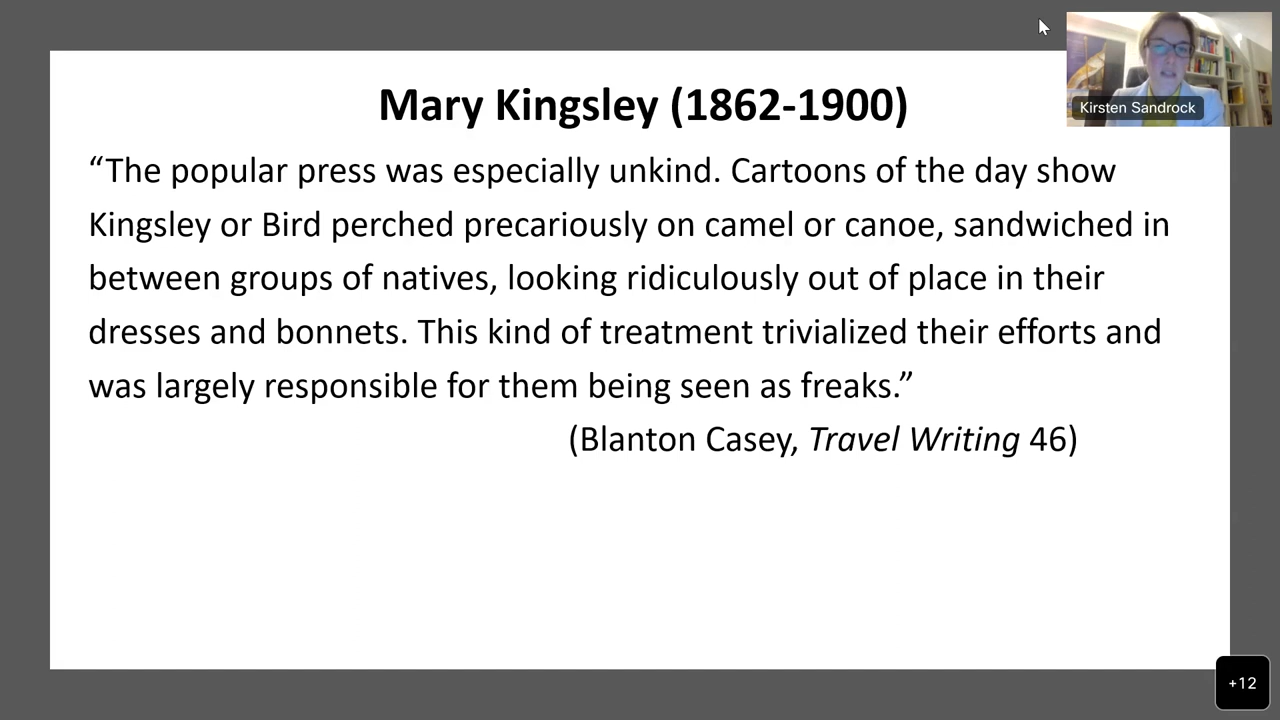 Mary Kingsley (1862-1900)
Kirsten Sandrock
“The popular press was especially unkind. Cartoons of the day show
Kingsley or Bird perched precariously on camel or canoe, sandwiched in
between groups of natives, looking ridiculously out of place in their
dresses and bonnets. This kind of treatment trivialized their efforts and
was largely responsible for them being seen as freaks.”
(Blanton Casey, Travel Writing 46)
+12